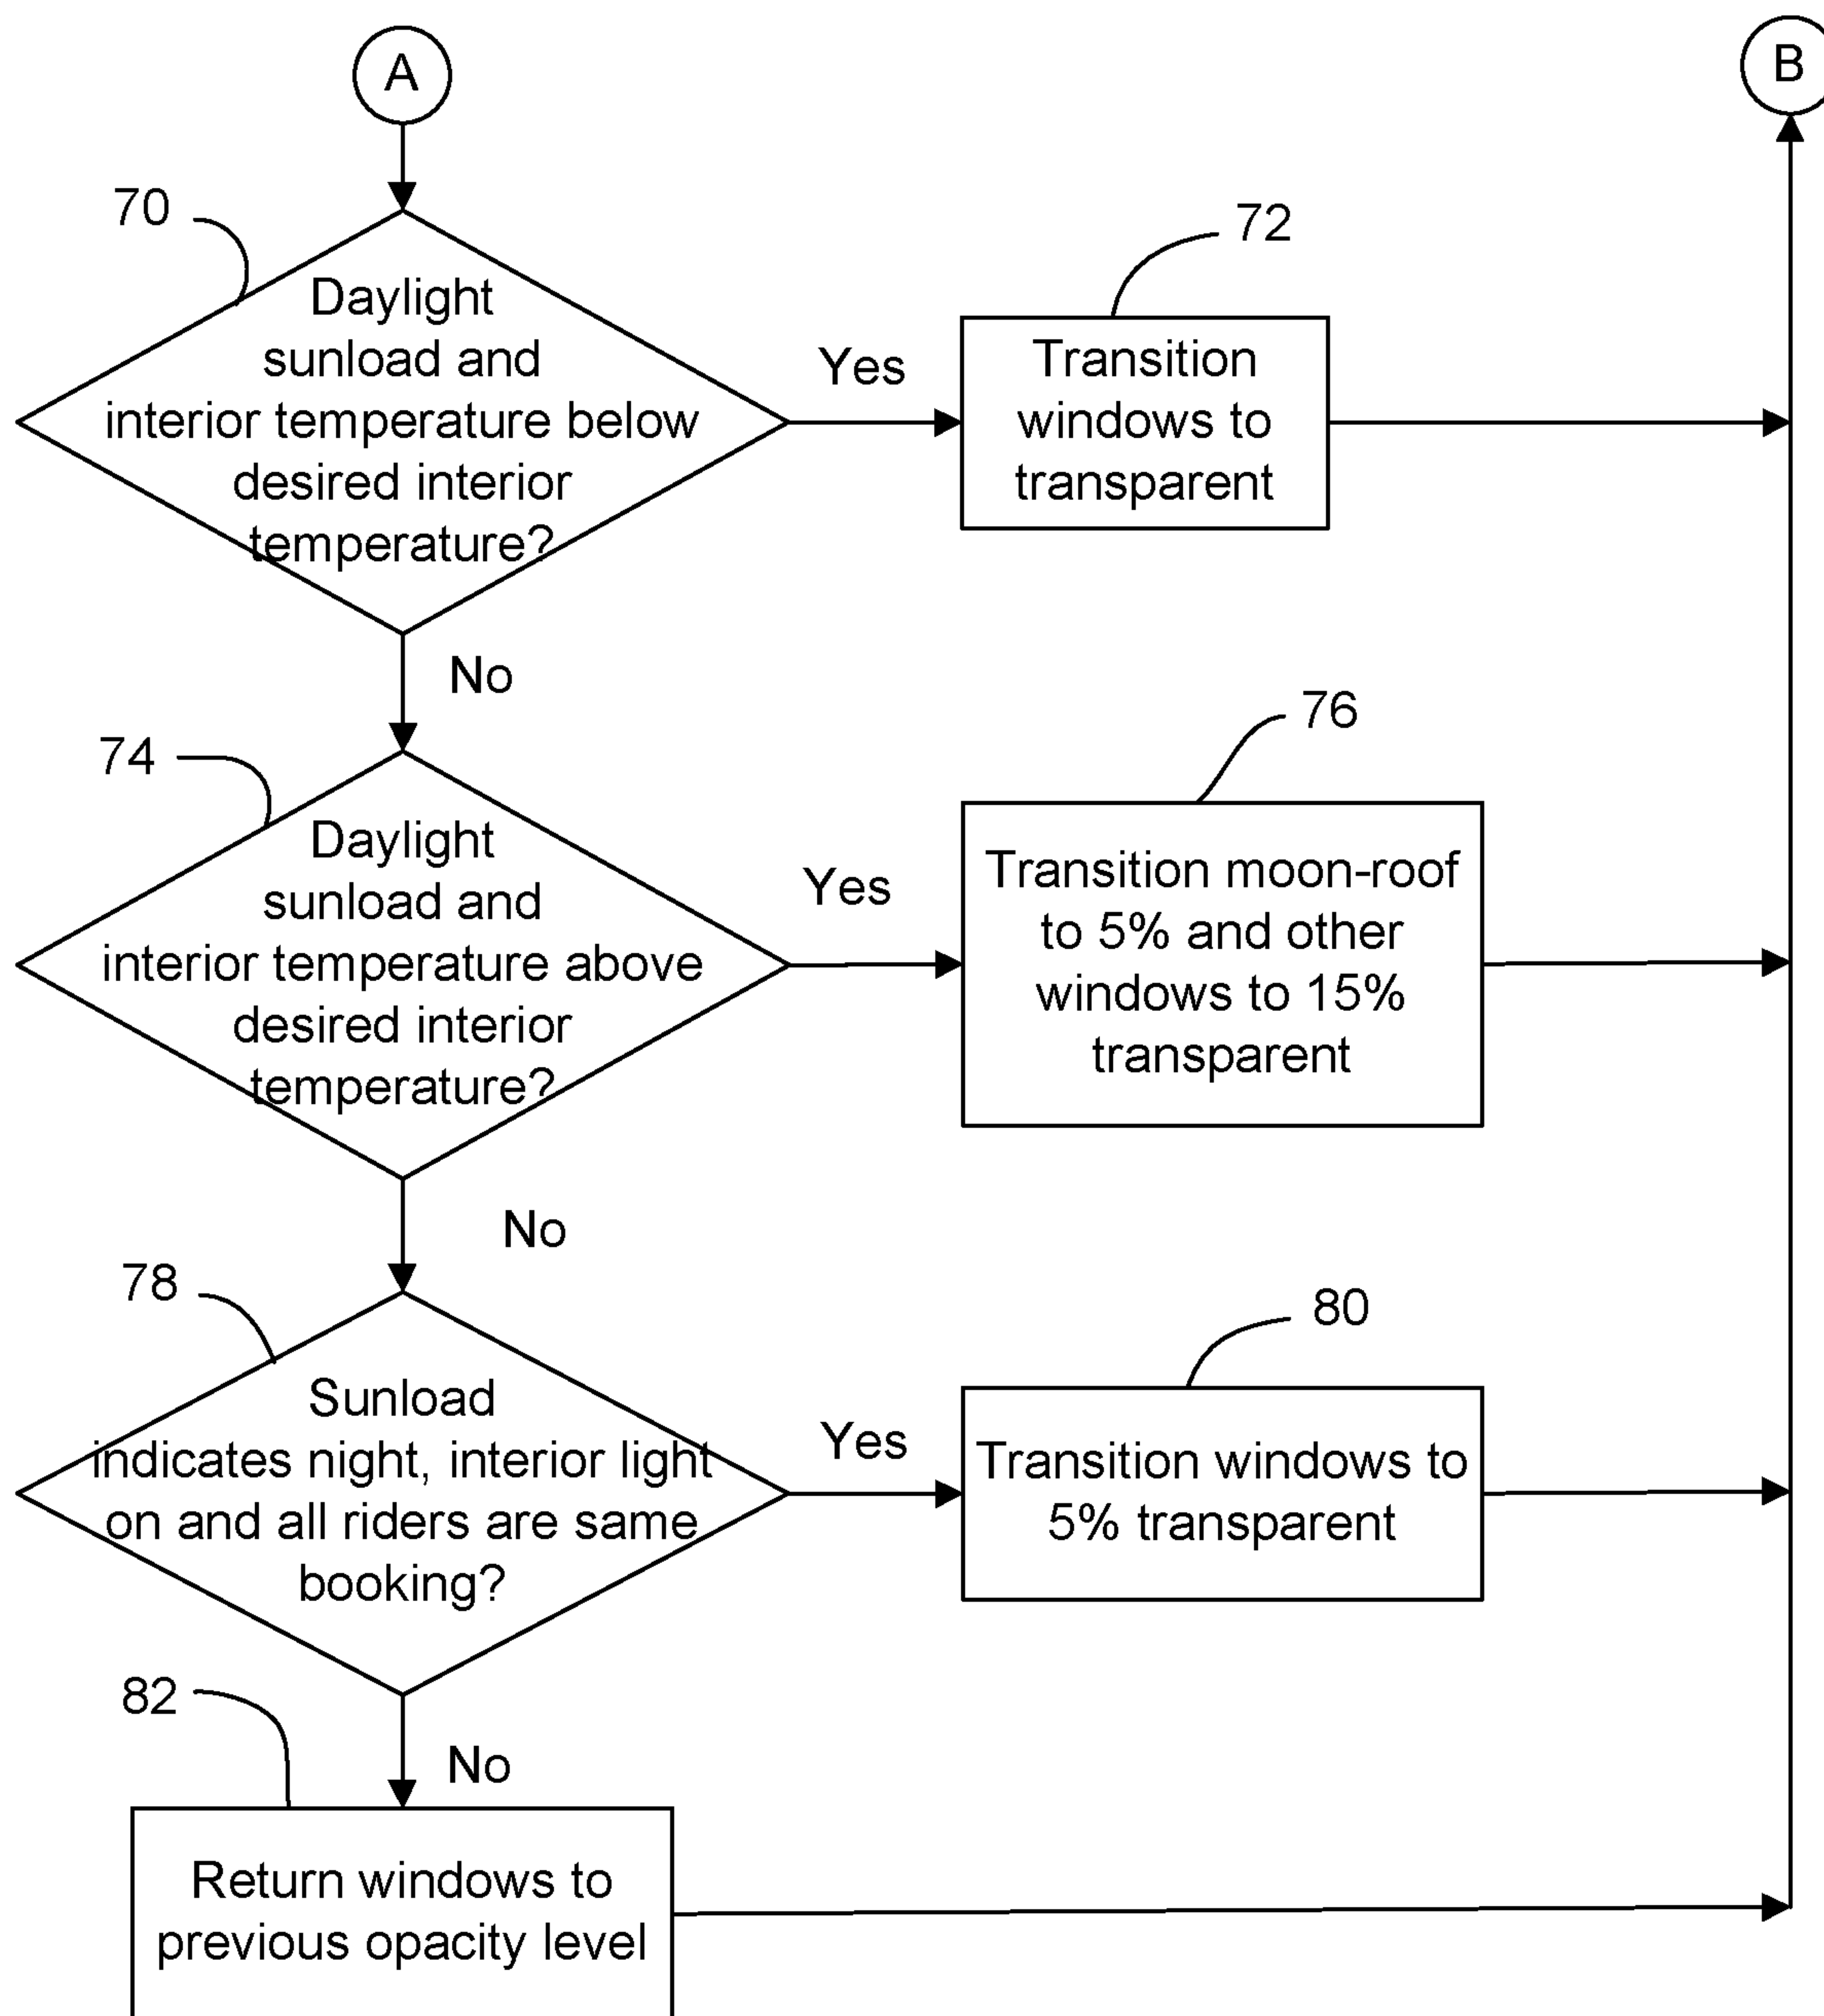 A
B
70
Daylight
sunload and
interior temperature below
desired interior
temperature?
Yes
72
Transition
windows to
transparent
No
74
Daylight
sunload and
interior temperature above
desired interior
temperature?
Yes
76
Transition moon-roof
to 5% and other
windows to 15%
transparent
No
78
Sunload
indicates night, interior light
on and all riders are same
booking?
Yes
80
Transition windows to
5% transparent
No
82
Return windows to
previous opacity level